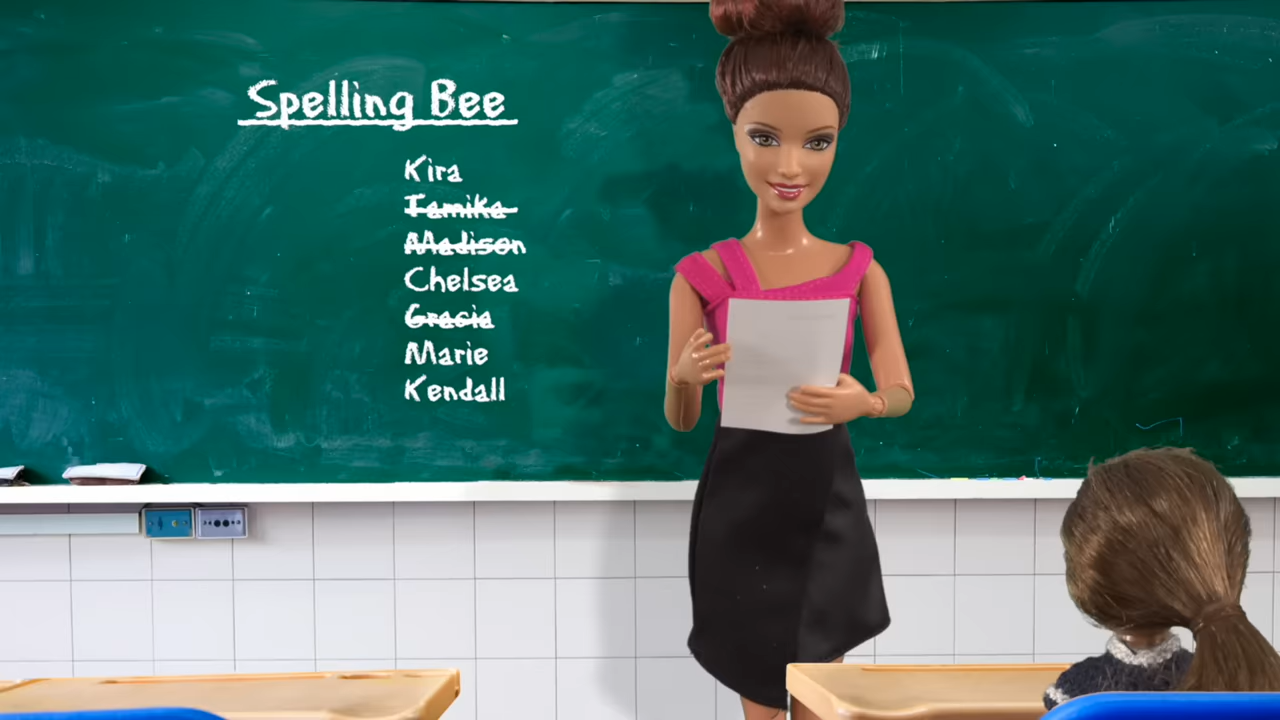 Spelling Bee
Kira
Tamika
Madison
Chelsea
Gracia
Marie
Kendall